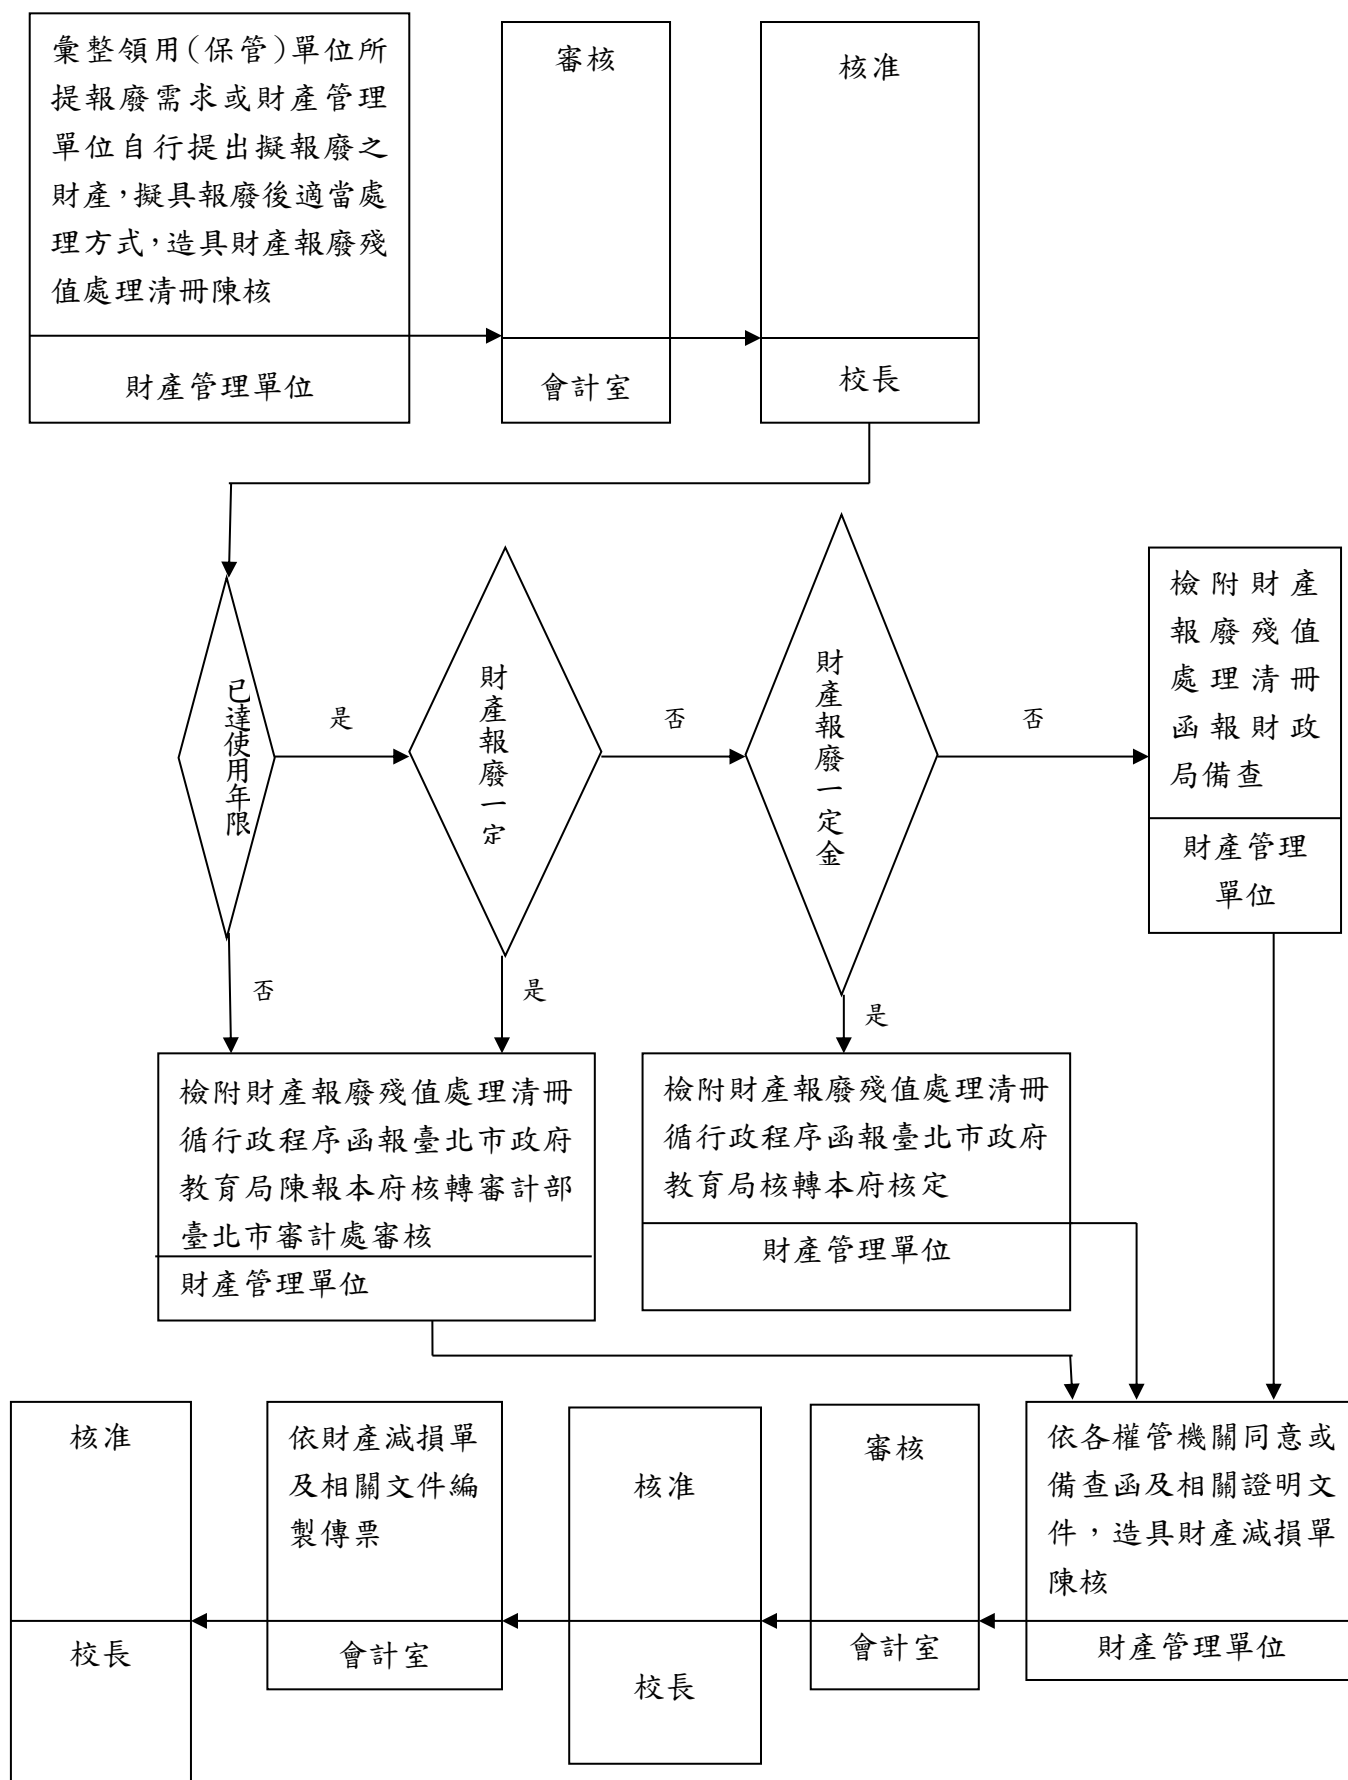 彙整領用(保管)單位所
提報廢需求或財產管理
單位自行提出擬報廢之
財產，擬具報廢後適當處
理方式，造具財產報廢殘
值處理清冊陳核
財產管理單位
審核
會計室
核准
校長
已達使用年限
是
財產報廢一定
否
財產報廢一定金
否
檢附財產
報廢殘值
處理清冊
函報財政
局備查
財產管理
單位
否
是
是
檢附財產報廢殘值處理清冊
循行政程序函報臺北市政府
教育局陳報本府核轉審計部
臺北市審計處審核
財產管理單位
檢附財產報廢殘值處理清冊
循行政程序函報臺北市政府
教育局核轉本府核定
財產管理單位
核准
校長
依財產減損單
及相關文件編
製傳票
會計室
核准
校長
審核
會計室
依各權管機關同意或
備查函及相關證明文
件，造具財產減損單
陳核
財產管理單位